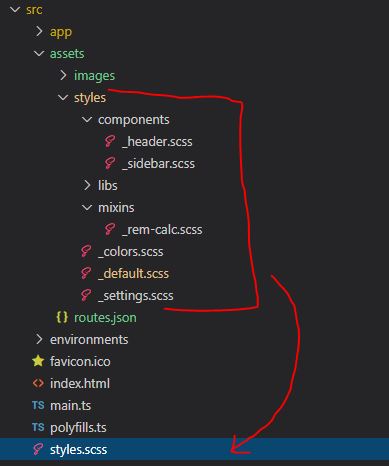 src
app
assets
images
styles
components
_header.scss
_sidebar.scss
libs
mixins
_rem-calc.scss
_colors.scss
_default.scss
_settings.scss
{} routes.json
environments
favicon.ico
<> index.html
TS main.ts
TS polyfills.ts
styles.scss